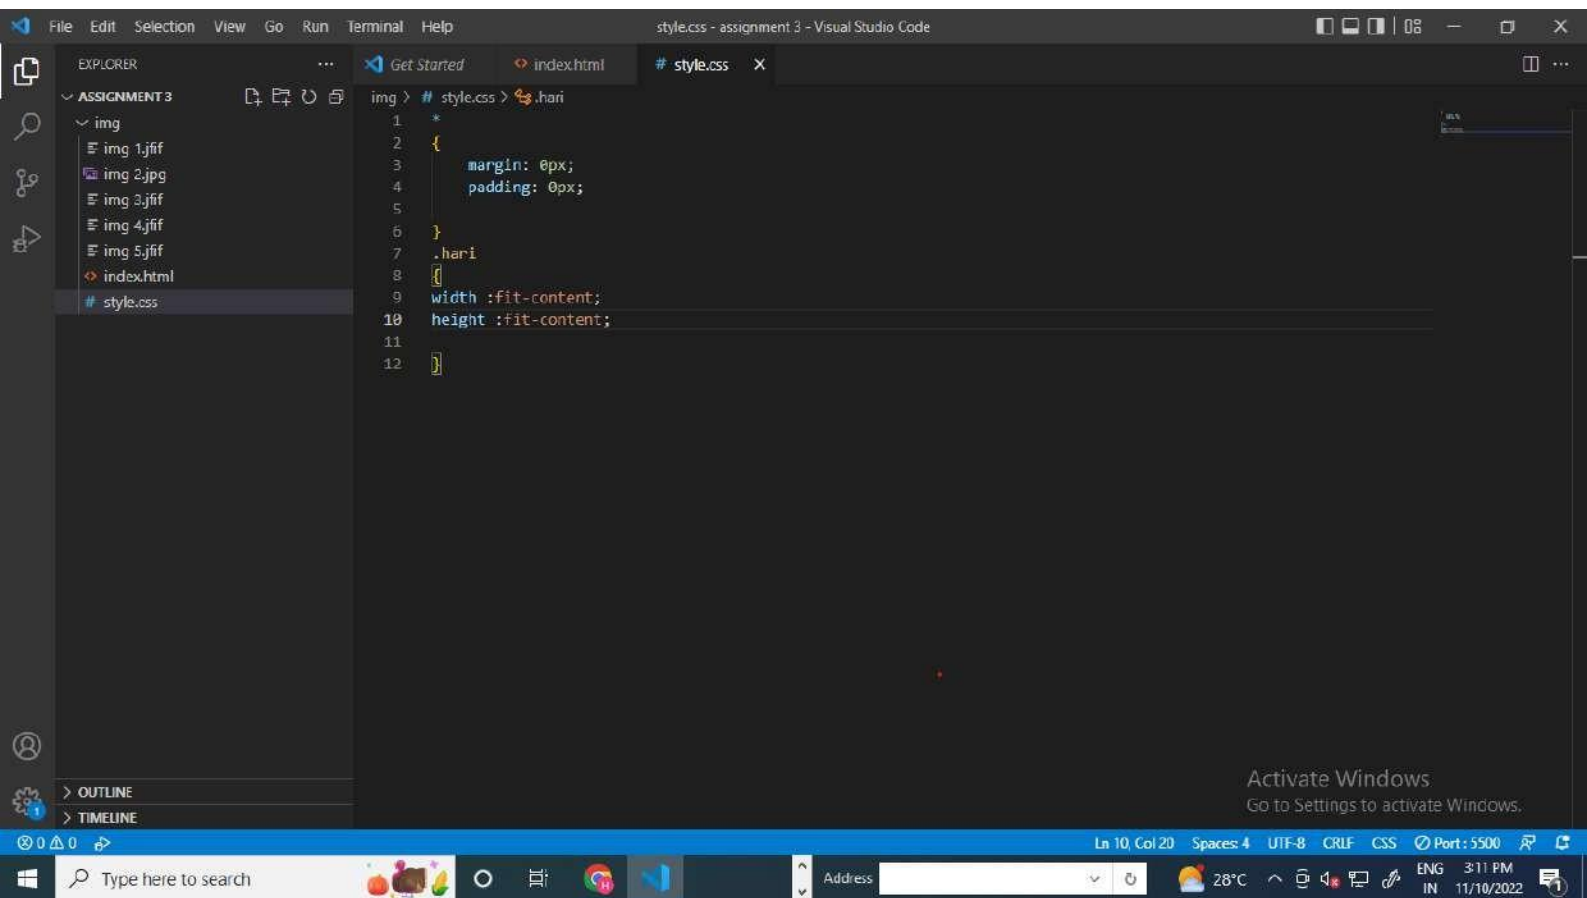 File Edit Selection View Go Run Terminal Help
style.css - assignment 3 - Visual Studio Code
EXPLORER
Get Started
index.html
# style.css
ASSIGNMENT 3
img > # style.css > .hari
img
img 1.jfif
img 2.jpg
img 3.jfif
img 4.jfif
img 5.jfif
index.html
# style.css
1 *
2 {
3 margin: 0px;
4 padding: 0px;
5
6 }
7 .hari
8 {
9 width :fit-content;
10 height :fit-content;
11
12 }
Activate Windows
Go to Settings to activate Windows.
OUTLINE
TIMELINE
0 0
Ln 10, Col 20 Spaces: 4 UTF-8 CRLF CSS Port : 5500
Type here to search
Address
28°C
ENG
IN
3:11 PM
11/10/2022
1